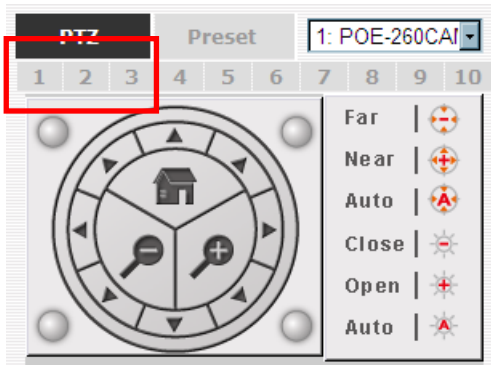 PTZ Preset 1: POE-260CA
1 2 3 4 5 6 7 8 9 10
Far
Near
Auto
Close
Open
Auto